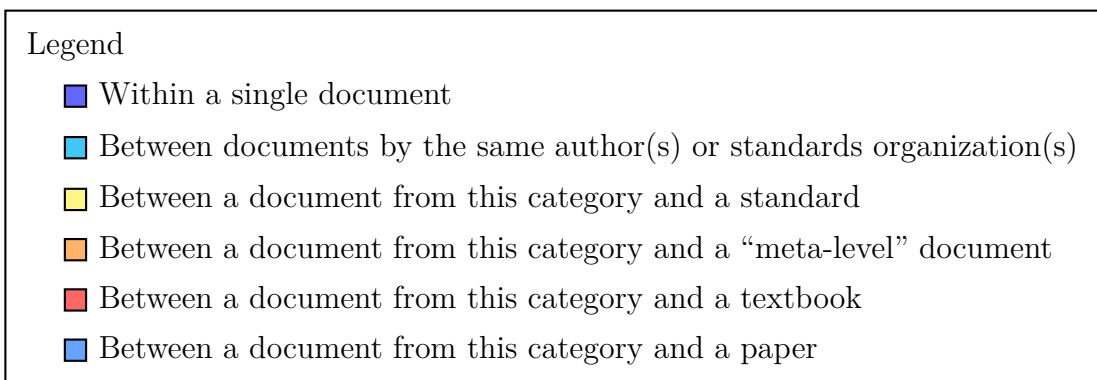 Legend
Within a single document
Between documents by the same author(s) or standards organization(s)
Between a document from this category and a standard
Between a document from this category and a “meta-level” document
Between a document from this category and a textbook
Between a document from this category and a paper